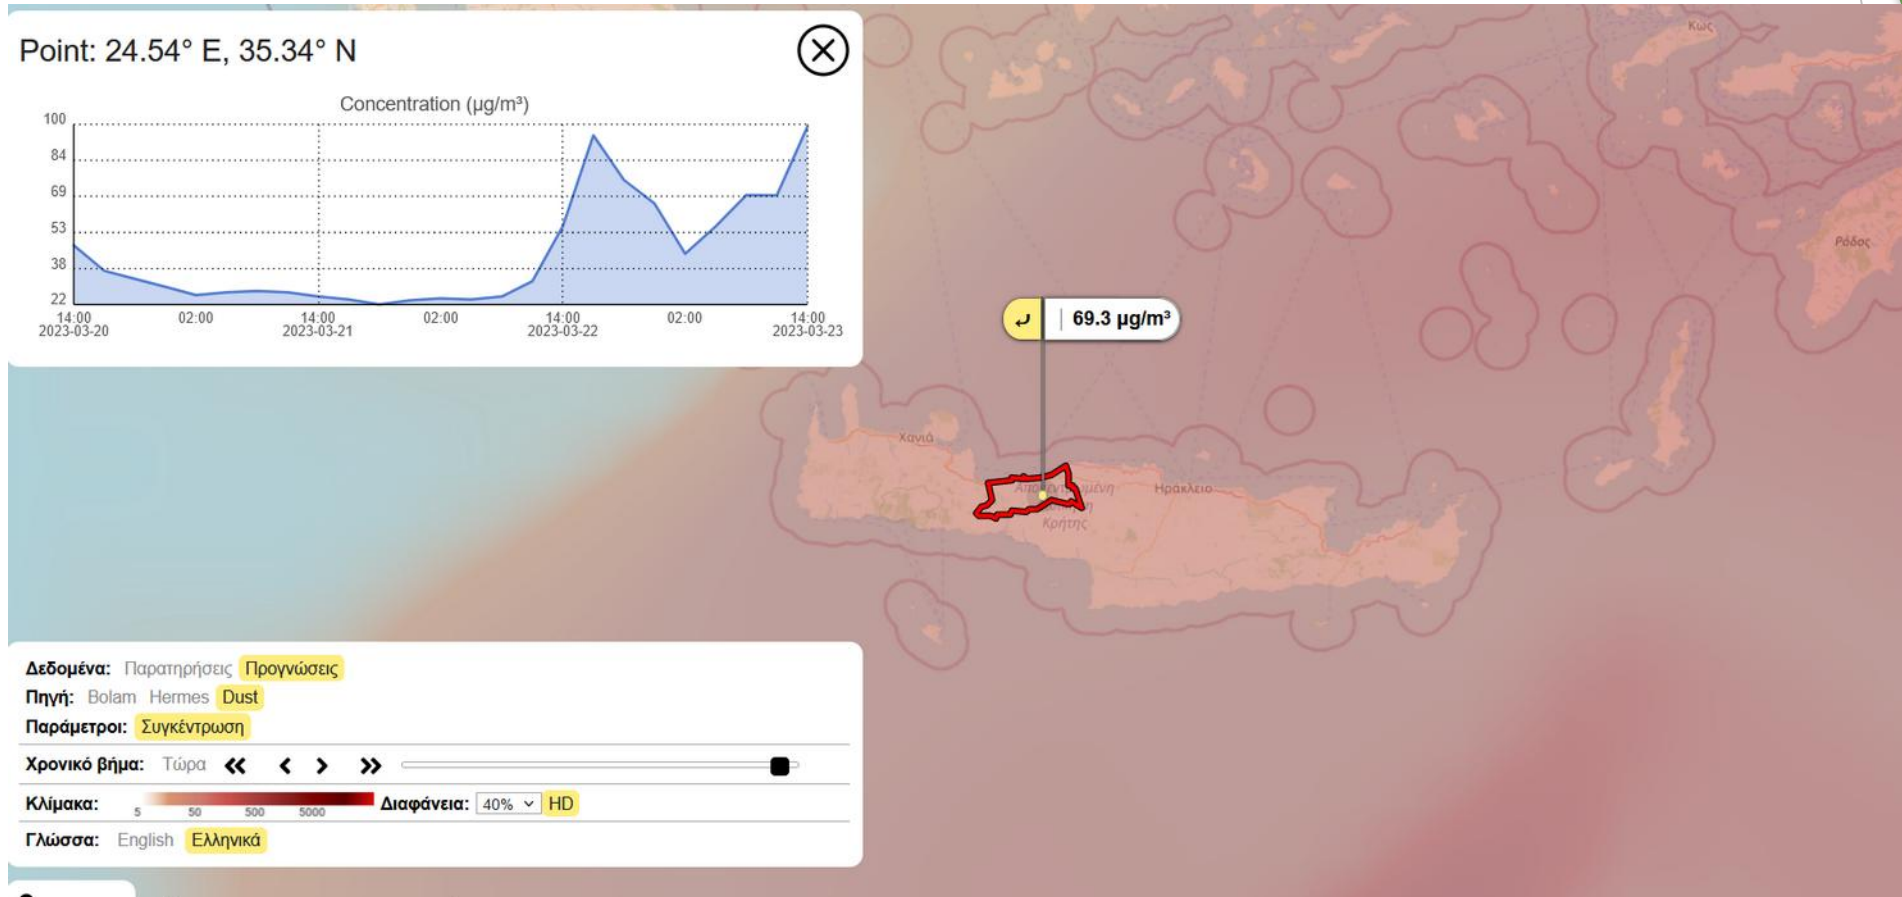 Point: 24.54° E, 35.34° N
Concentration (µg/m³)
100
84
69
53
38
22
14:00 02:00 14:00 02:00 14:00 02:00 14:00
2023-03-20 2023-03-21 2023-03-22 2023-03-23
Κως
Ρόδος
69.3 µg/m³
Χανιά
Ηράκλειο
Κρήτης
Δεδομένα: Παρατηρήσεις Προγνώσεις
Πηγή: Bolam Hermes Dust
Παράμετροι: Συγκέντρωση
Χρονικό βήμα: Τώρα
Κλίμακα: 5 50 500 5000 Διαφάνεια: 40% HD
Γλώσσα: English Ελληνικά